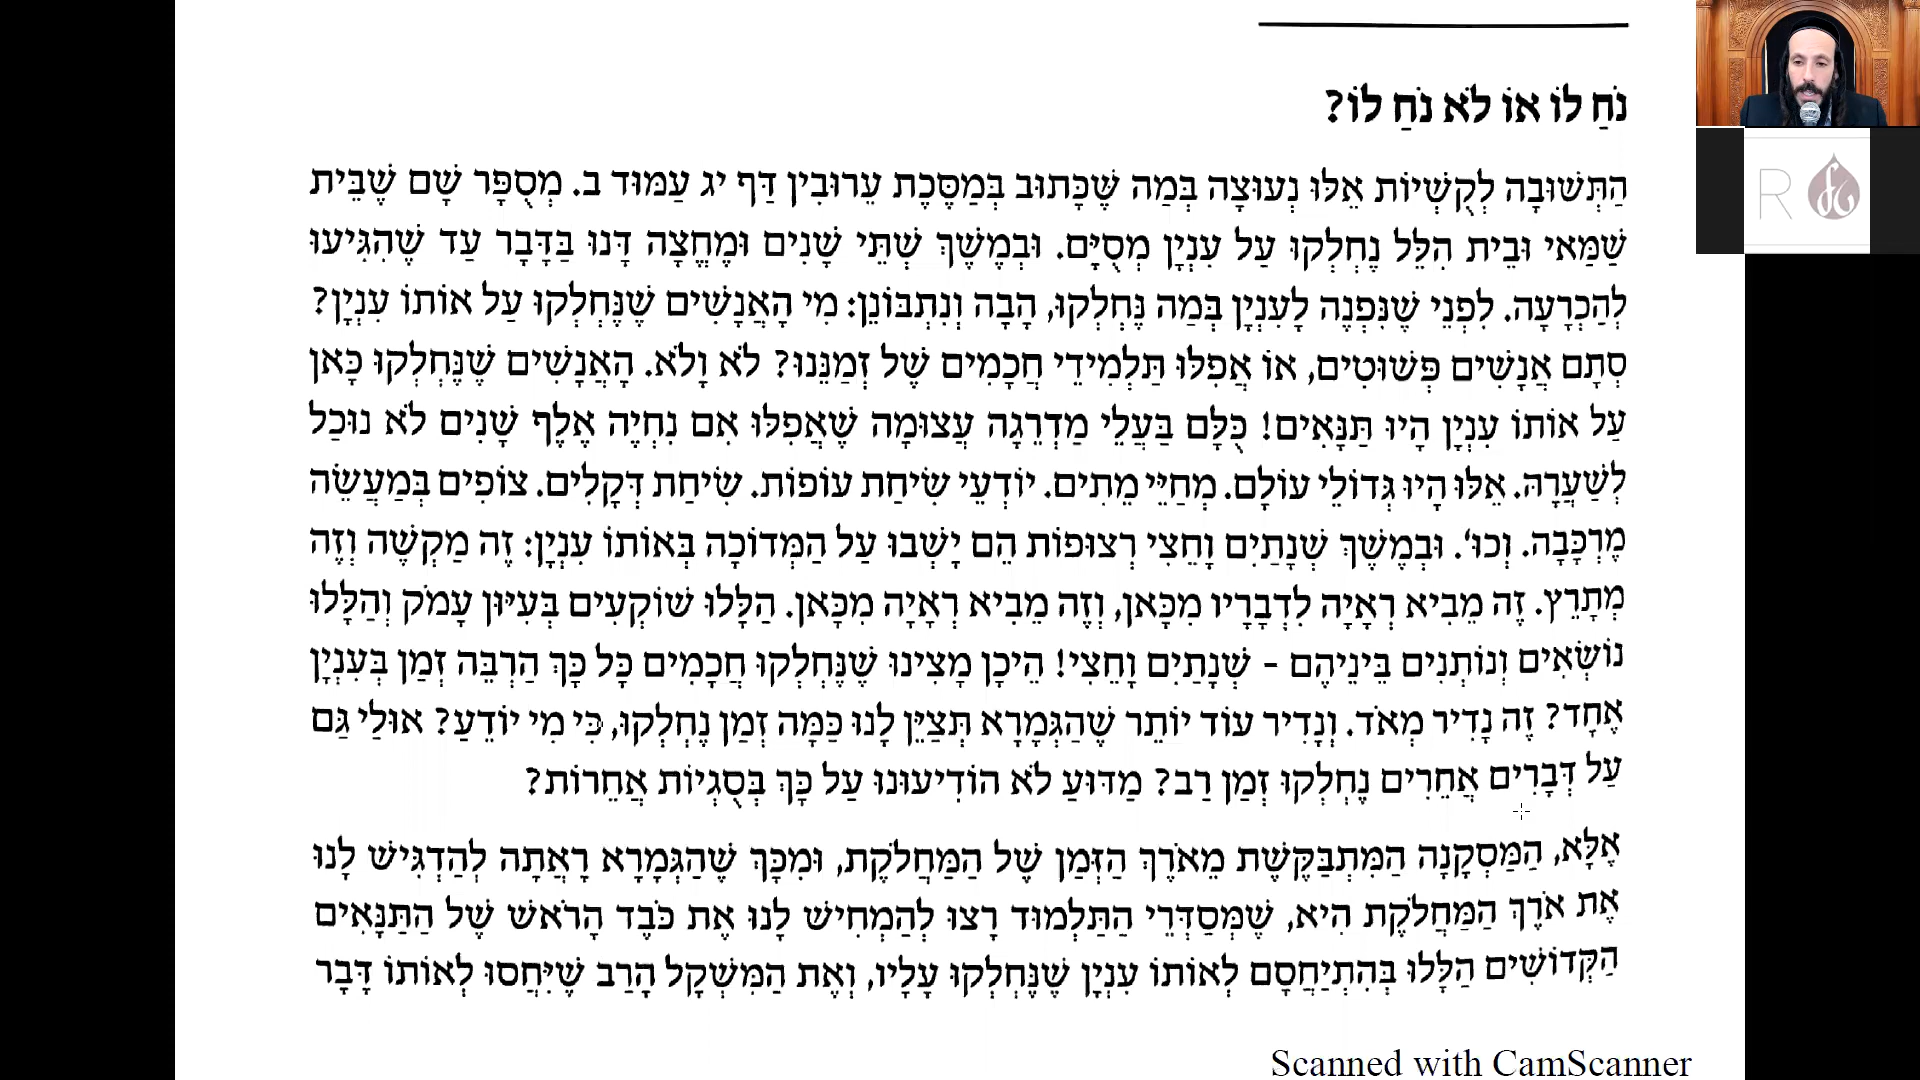 נֹחַ לוֹ אוֹ לֹא נֹחַ לוֹ?
הַתְּשׁוּבָה לְקֻשְׁיוֹת אֵלּוּ נְעוּצָה בְּמַה שֶּׁכָּתוּב בְּמַסֶּכֶת עֵרוּבִין דַּף יג עַמּוּד ב. מְסֻפָּר שָׁם שֶׁבֵּית
שַׁמַּאי וּבֵית הִלֵּל נֶחְלְקוּ עַל עִנְיָן מְסֻיָּם. וּבְמֶשֶׁךְ שְׁתֵּי שָׁנִים וּמֶחֱצָה דָּנוּ בַּדָּבָר עַד שֶׁהִגִּיעוּ
לְהַכְרָעָה. לִפְנֵי שֶׁנִּפְנֶה לָעִנְיָן בְּמַה נֶּחְלְקוּ, הָבָה וְנִתְבּוֹנֵן: מִי הָאֲנָשִׁים שֶׁנֶּחְלְקוּ עַל אוֹתוֹ עִנְיָן?
סְתָם אֲנָשִׁים פְּשׁוּטִים, אוֹ אֲפִלּוּ תַּלְמִידֵי חֲכָמִים שֶׁל זְמַנֵּנוּ? לֹא וָלֹא. הָאֲנָשִׁים שֶׁנֶּחְלְקוּ כָּאן
עַל אוֹתוֹ עִנְיָן הָיוּ תַּנָּאִים! כֻּלָּם בַּעֲלֵי מַדְרֵגָה עֲצוּמָה שֶׁאֲפִלּוּ אִם נִחְיֶה אֶלֶף שָׁנִים לֹא נוּכַל
לְשַׁעֲרָהּ. אֵלּוּ הָיוּ גְּדוֹלֵי עוֹלָם. מְחַיֵּי מֵתִים. יוֹדְעֵי שִׂיחַת עוֹפוֹת. שִׂיחַת דְּקָלִים. צוֹפִים בְּמַעֲשֵׂה
מֶרְכָּבָה. וְכוּ'. וּבְמֶשֶׁךְ שְׁנָתַיִם וָחֵצִי רְצוּפוֹת הֵם יָשְׁבוּ עַל הַמְּדוֹכָה בְּאוֹתוֹ עִנְיָן: זֶה מַקְשֶׁה וְזֶה
מְתָרֵץ. זֶה מֵבִיא רְאָיָה לִדְבָרָיו מִכָּאן, וְזֶה מֵבִיא רְאָיָה מִכָּאן. הַלָּלוּ שׁוֹקְעִים בְּעִיּוּן עָמֹק וְהַלָּלוּ
נוֹשְׂאִים וְנוֹתְנִים בֵּינֵיהֶם - שְׁנָתַיִם וָחֵצִי! הֵיכָן מָצִינוּ שֶׁנֶּחְלְקוּ חֲכָמִים כָּל כָּךְ הַרְבֵּה זְמַן בְּעִנְיָן
אֶחָד? זֶה נָדִיר מְאֹד. וְנָדִיר עוֹד יוֹתֵר שֶׁהַגְּמָרָא תְּצַיֵּן לָנוּ כַּמָּה זְמַן נֶחְלְקוּ, כִּי מִי יוֹדֵעַ? אוּלַי גַּם
עַל דְּבָרִים אֲחֵרִים נֶחְלְקוּ זְמַן רַב? מַדּוּעַ לֹא הוֹדִיעוּנוּ עַל כָּךְ בְּסֻגְיוֹת אֲחֵרוֹת?
אֶלָּא, הַמַּסְקָנָה הַמִּתְבַּקֶּשֶׁת מֵאֹרֶךְ הַזְּמַן שֶׁל הַמַּחֲלֹקֶת, וּמִכָּךְ שֶׁהַגְּמָרָא רָאֲתָה לְהַדְגִּישׁ לָנוּ
אֶת אֹרֶךְ הַמַּחֲלֹקֶת הִיא, שֶׁמְּסַדְּרֵי הַתַּלְמוּד רָצוּ לְהַמְחִישׁ לָנוּ אֶת כֹּבֶד הָרֹאשׁ שֶׁל הַתַּנָּאִים
הַקְּדוֹשִׁים הַלָּלוּ בְּהִתְיַחֲסָם לְאוֹתוֹ עִנְיָן שֶׁנֶּחְלְקוּ עָלָיו, וְאֶת הַמִּשְׁקָל הָרַב שֶׁיִּחֲסוּ לְאוֹתוֹ דָּבָר
Scanned with CamScanner
R